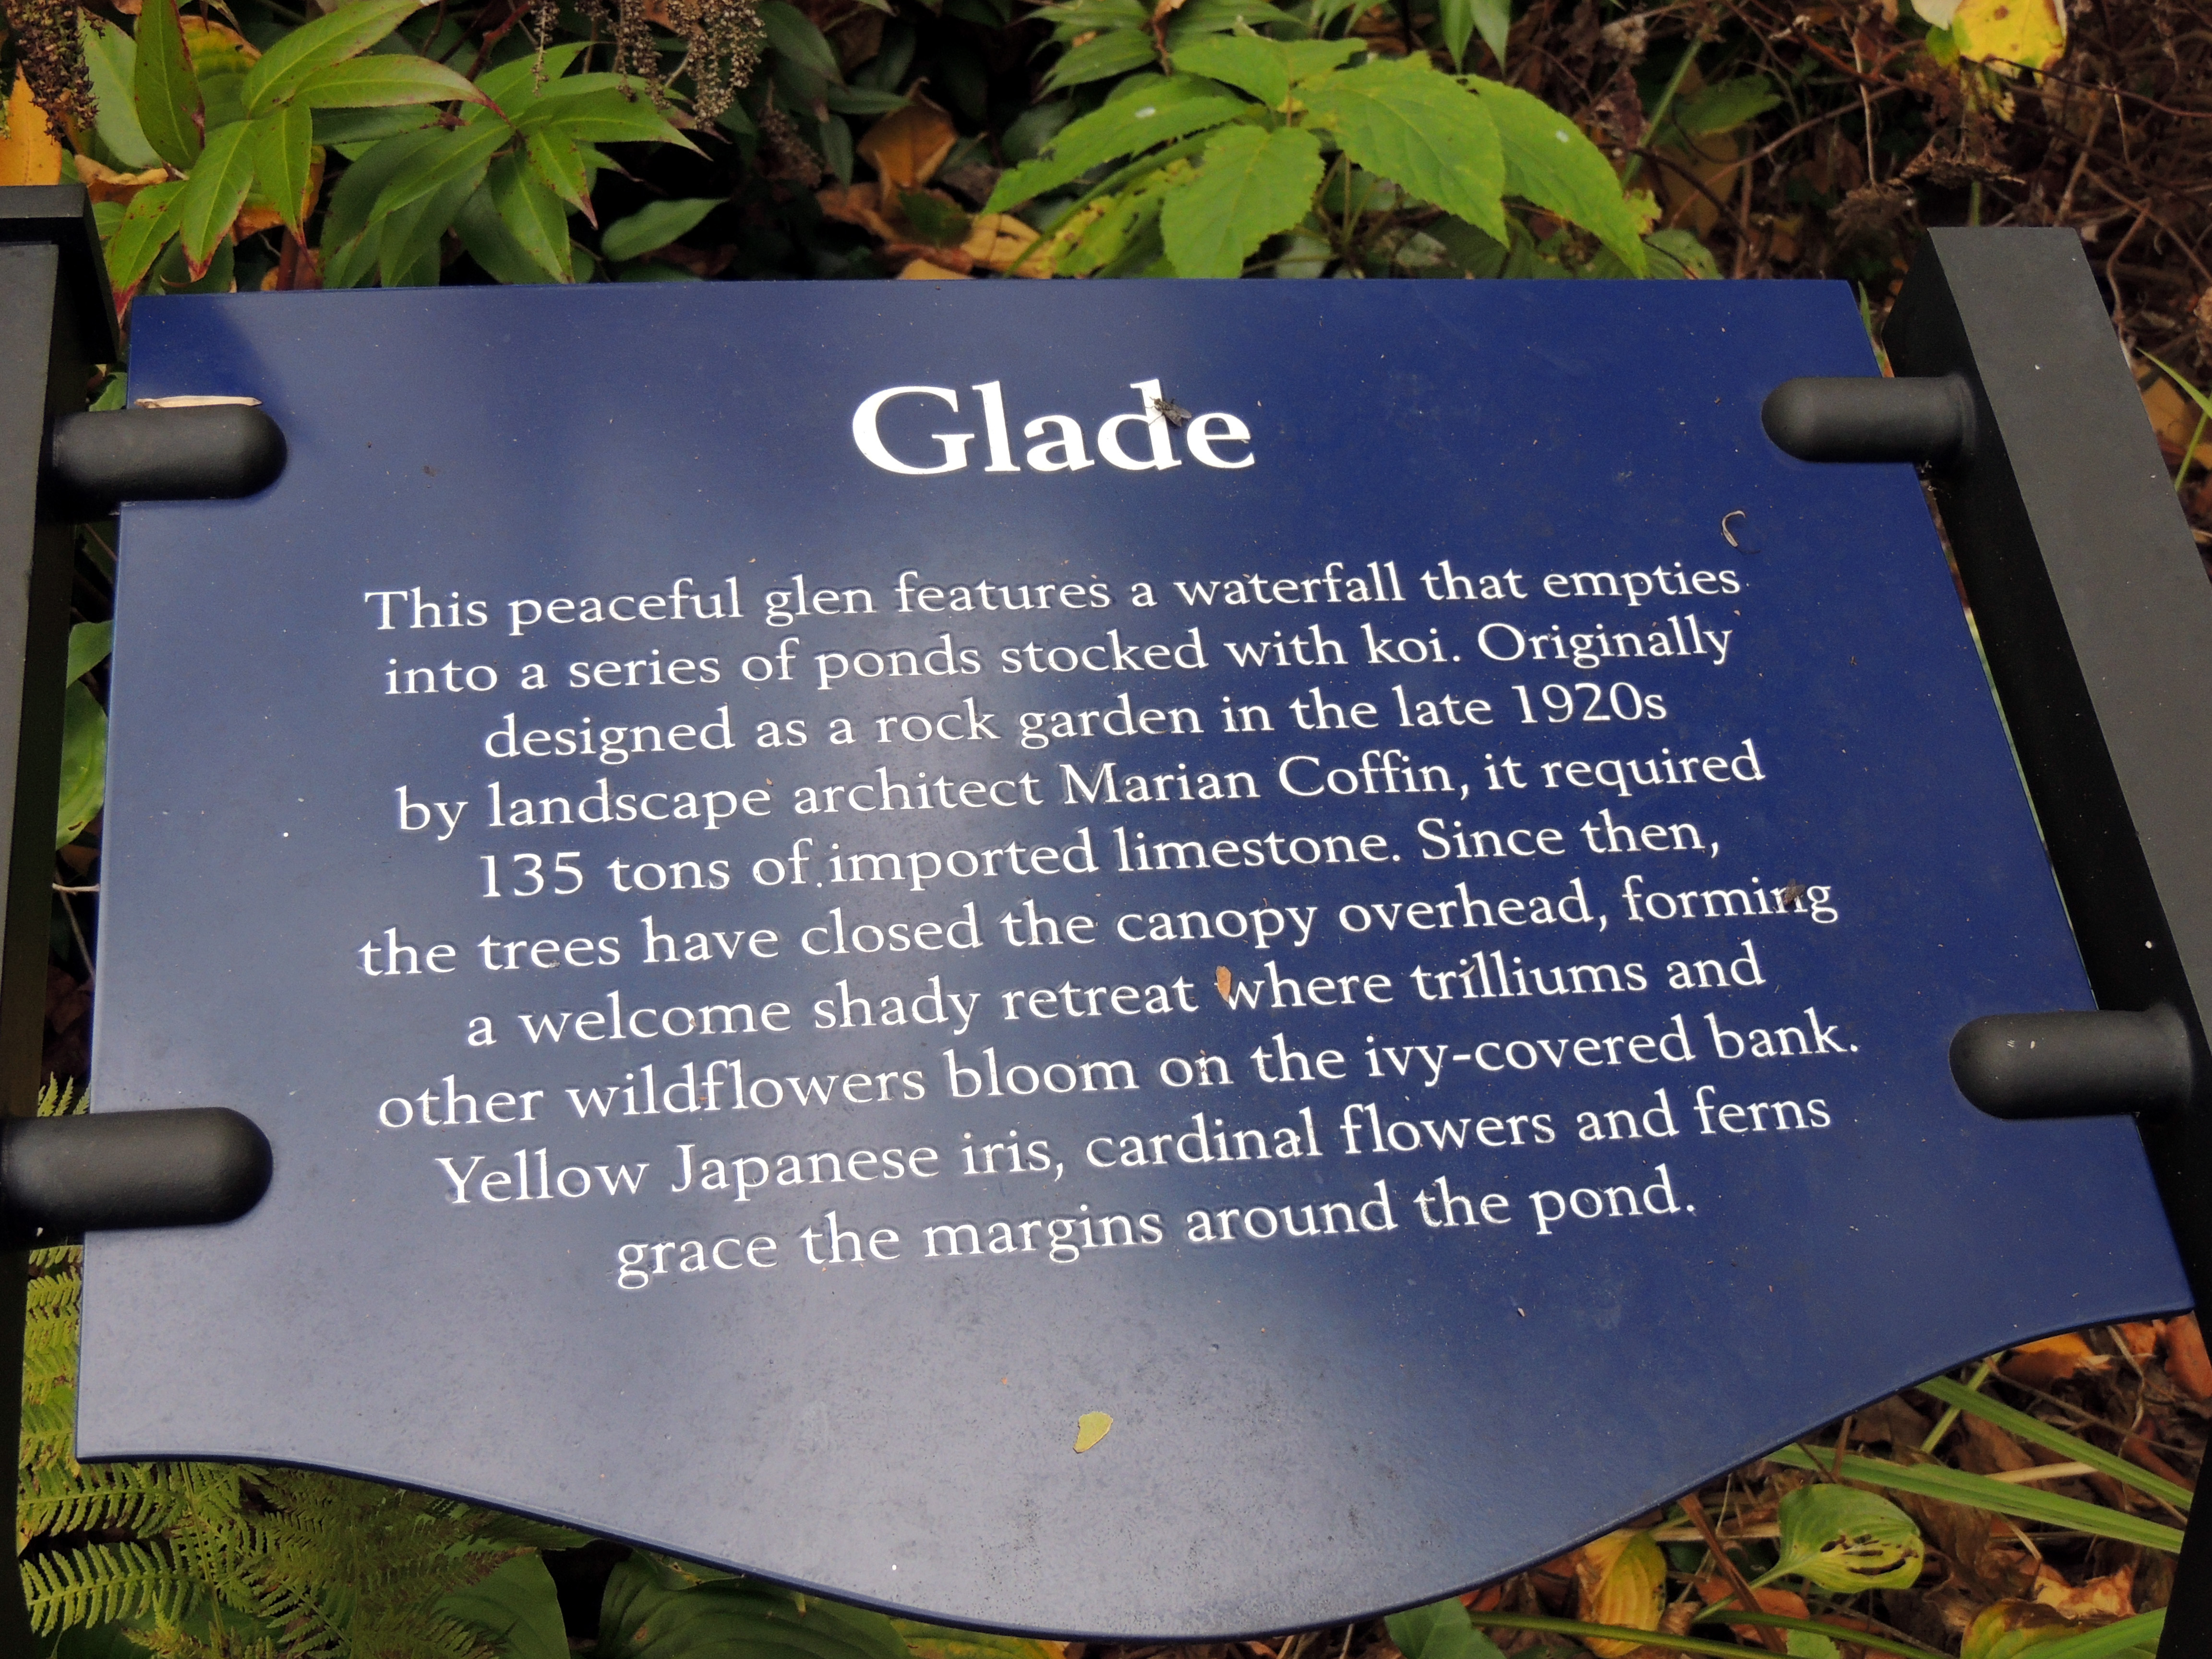 Glade
This peaceful glen features a waterfall that empties
into a series of ponds stocked with koi. Originally
designed as a rock garden in the late 1920s
by landscape architect Marian Coffin, it required
135 tons of imported limestone. Since then,
the trees have closed the canopy overhead, forming
a welcome shady retreat where trilliums and
other wildflowers bloom on the ivy-covered bank.
Yellow Japanese iris, cardinal flowers and ferns
grace the margins around the pond.